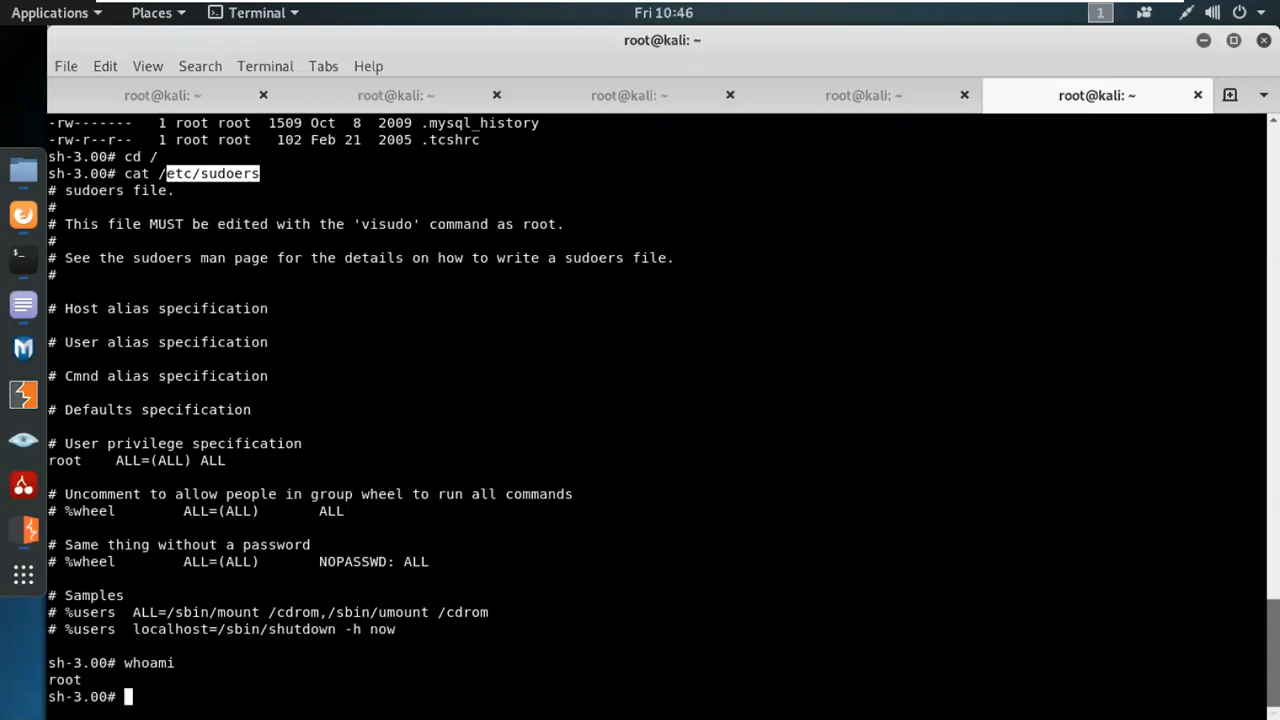 Applications Places Terminal Fri 10:46 1
root@kali: ~
File Edit View Search Terminal Tabs Help
root@kali: ~ root@kali: ~ root@kali: ~ root@kali: ~ root@kali: ~
-rw------- 1 root root 1509 Oct 8 2009 .mysql_history
-rw-r--r-- 1 root root 102 Feb 21 2005 .tcshrc
sh-3.00# cd /
sh-3.00# cat /etc/sudoers
# sudoers file.
#
# This file MUST be edited with the 'visudo' command as root.
#
# See the sudoers man page for the details on how to write a sudoers file.
#
# Host alias specification
# User alias specification
# Cmnd alias specification
# Defaults specification
# User privilege specification
root ALL=(ALL) ALL
# Uncomment to allow people in group wheel to run all commands
# %wheel ALL=(ALL) ALL
# Same thing without a password
# %wheel ALL=(ALL) NOPASSWD: ALL
# Samples
# %users ALL=/sbin/mount /cdrom,/sbin/umount /cdrom
# %users localhost=/sbin/shutdown -h now
sh-3.00# whoami
root
sh-3.00#